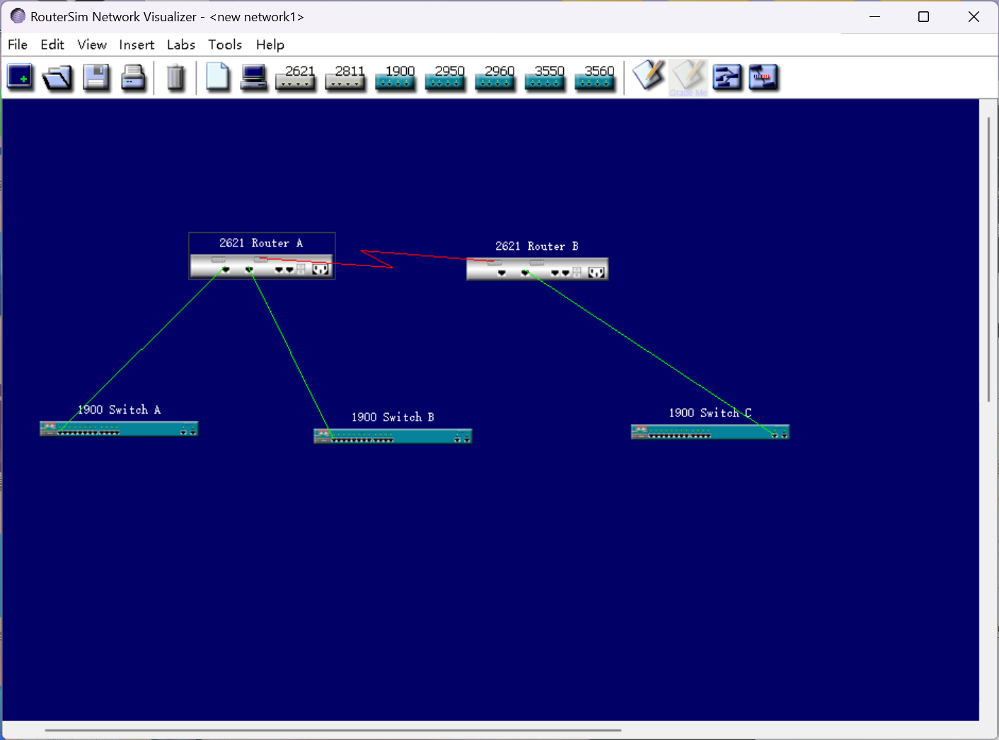 RouterSim Network Visualizer - <new network1>
File Edit View Insert Labs Tools Help
2621 2811 1900 2950 2960 3550 3560
Grade Me
2621 Router A
2621 Router B
1900 Switch A
1900 Switch B
1900 Switch C